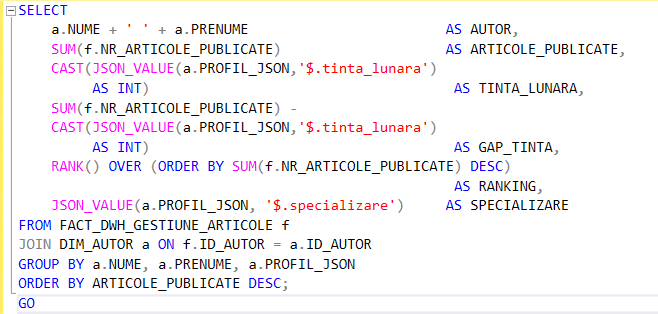 SELECT
a.NUME + ' ' + a.PRENUME AS AUTOR,
SUM(f.NR_ARTICOLE_PUBLICATE) AS ARTICOLE_PUBLICATE,
CAST(JSON_VALUE(a.PROFIL_JSON,'$.tinta_lunara')
AS INT) AS TINTA_LUNARA,
SUM(f.NR_ARTICOLE_PUBLICATE) -
CAST(JSON_VALUE(a.PROFIL_JSON,'$.tinta_lunara')
AS INT) AS GAP_TINTA,
RANK() OVER (ORDER BY SUM(f.NR_ARTICOLE_PUBLICATE) DESC)
AS RANKING,
JSON_VALUE(a.PROFIL_JSON, '$.specializare') AS SPECIALIZARE
FROM FACT_DWH_GESTIUNE_ARTICOLE f
JOIN DIM_AUTOR a ON f.ID_AUTOR = a.ID_AUTOR
GROUP BY a.NUME, a.PRENUME, a.PROFIL_JSON
ORDER BY ARTICOLE_PUBLICATE DESC;
GO